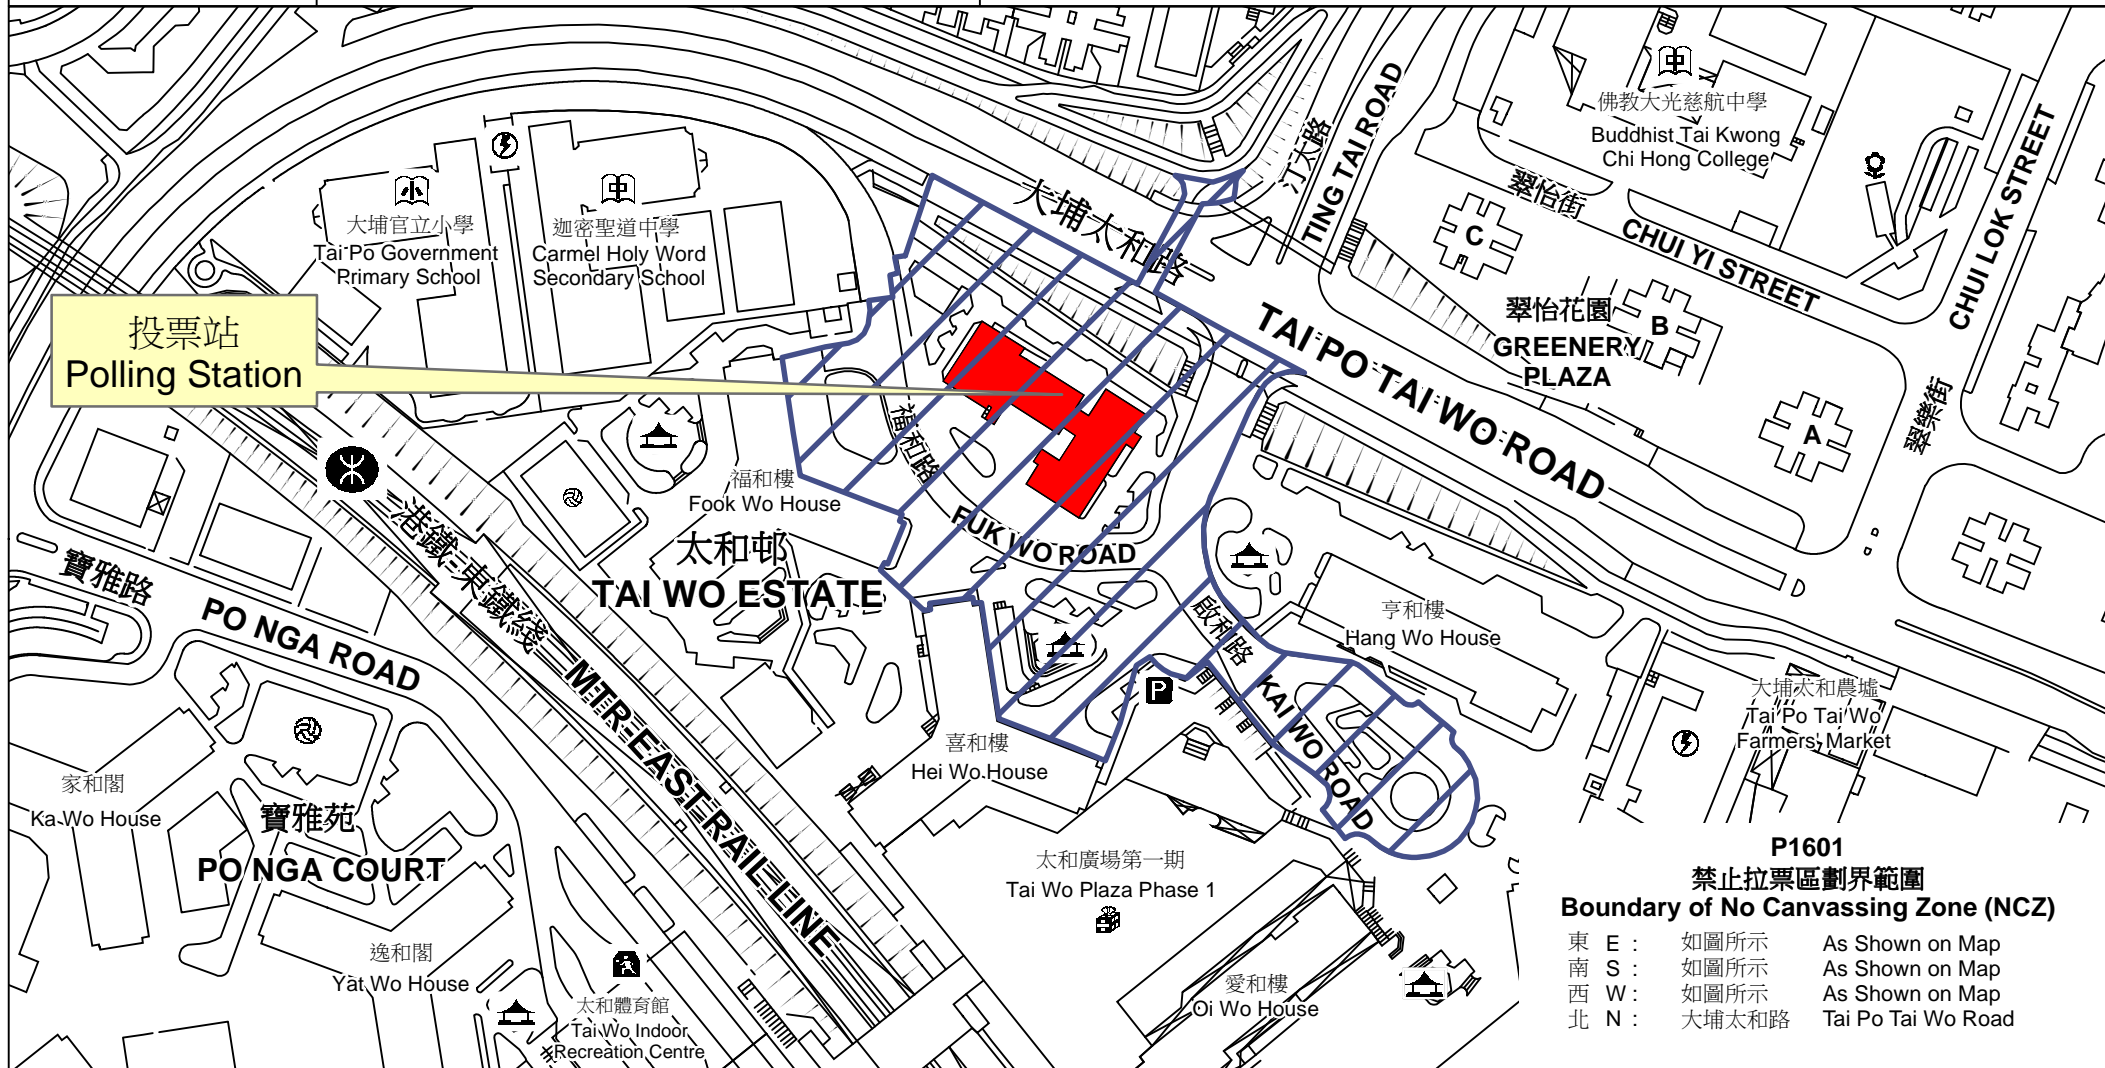 佛教大光慈航中學
Buddhist Tai Kwong
Chi Hong College
汀太路
TING TAI ROAD
大埔太和路
TAI PO TAI WO ROAD
翠怡街
CHUI YI STREET
CHUI LOK STREET
翠樂街
C
B
A
翠怡花園
GREENERY
PLAZA
中
小
大埔官立小學
Tai Po Government
Primary School
中
迦密聖道中學
Carmel Holy Word
Secondary School
投票站
Polling Station
福和路
FUK WO ROAD
福和樓
Fook Wo House
太和邨
TAI WO ESTATE
港鐵東鐵綫
MTR EAST RAIL LINE
寶雅路
PO NGA ROAD
啟和路
KAI WO ROAD
亨和樓
Hang Wo House
P
大埔太和農墟
Tai Po Tai Wo
Farmers' Market
喜和樓
Hei Wo House
家和閣
Ka Wo House
寶雅苑
PO NGA COURT
逸和閣
Yat Wo House
太和體育館
Tai Wo Indoor
Recreation Centre
太和廣場第一期
Tai Wo Plaza Phase 1
愛和樓
Oi Wo House
P1601
禁止拉票區劃界範圍
Boundary of No Canvassing Zone (NCZ)
東 E : 如圖所示 As Shown on Map
南 S : 如圖所示 As Shown on Map
西 W : 如圖所示 As Shown on Map
北 N : 大埔太和路 Tai Po Tai Wo Road